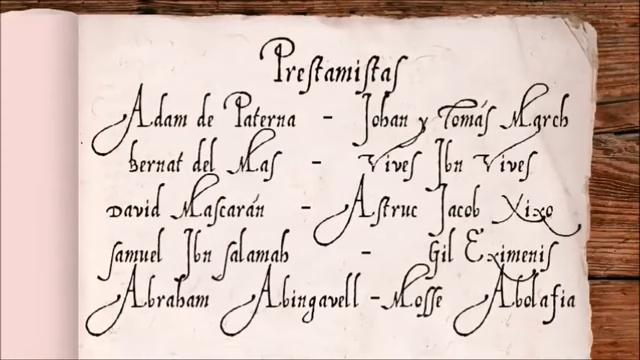 Prestamistas
Adam de Paterna - Johan y Tomás March
Bernat del Mas - Vives Ibn Vives
David Mascarán - Astruc Jacob Xixo
Samuel Ibn Salamah - Gil Eximenis
Abraham Abingavell - Mosse Abolafia